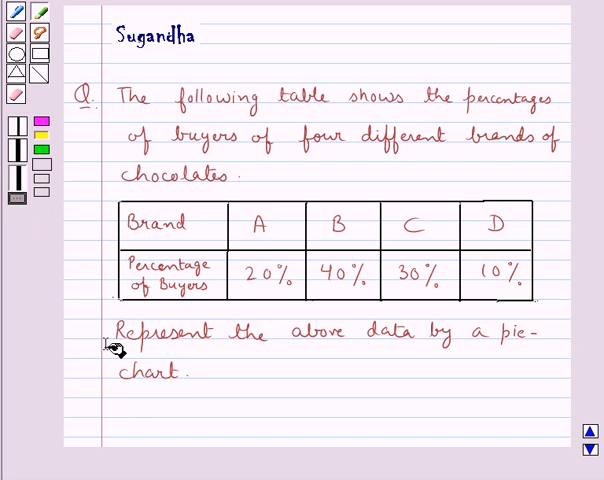 Sugandha
Q. The following table shows the percentages
of buyers of four different brands of
chocolates.
Brand A B C D
Percentage of Buyers 20% 40% 30% 10%
Represent the above data by a pie-
chart.